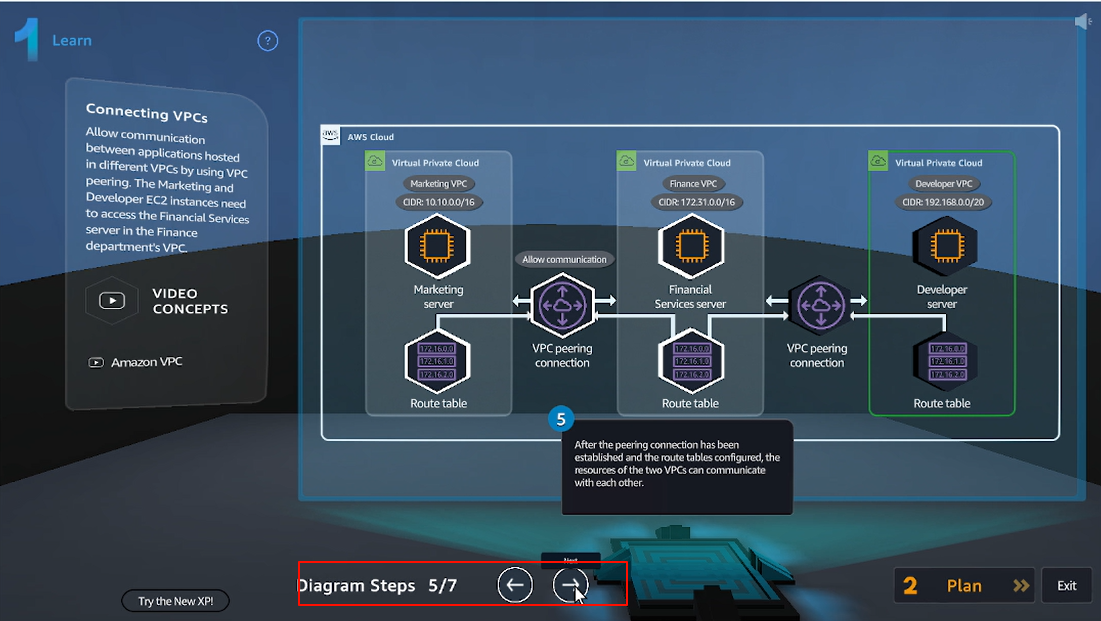 1
Learn
?
Connecting VPCs
Allow communication
between applications hosted
in different VPCs by using VPC
peering. The Marketing and
Developer EC2 instances need
to access the Financial Services
server in the Finance
department's VPC.
VIDEO
CONCEPTS
Amazon VPC
aws
AWS Cloud
Virtual Private Cloud
Marketing VPC
CIDR: 10.10.0.0/16
Marketing
server
172.16.0.0
172.16.1.0
172.16.2.0
Route table
Allow communication
VPC peering
connection
Virtual Private Cloud
Finance VPC
CIDR: 172.31.0.0/16
Financial
Services server
172.16.0.0
172.16.1.0
172.16.2.0
Route table
VPC peering
connection
Virtual Private Cloud
Developer VPC
CIDR: 192.168.0.0/20
Developer
server
172.16.0.0
172.16.1.0
172.16.2.0
Route table
5
After the peering connection has been
established and the route tables configured, the
resources of the two VPCs can communicate
with each other.
Next
Diagram Steps 5/7
Try the New XP!
2 Plan
Exit